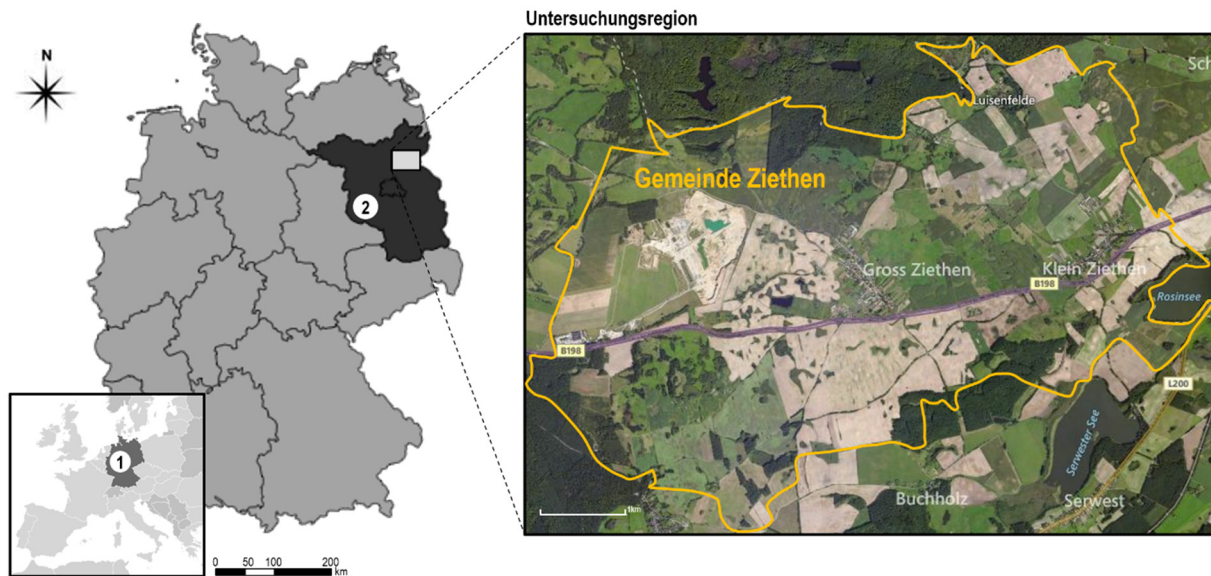 Untersuchungsregion
N
Sch
Luisenfelde
Gemeinde Ziethen
2
Gross Ziethen
Klein Ziethen
B198
Rosinsee
B198
L200
Serwester See
1
Buchholz
Serwest
1km
0 50 100 200
km